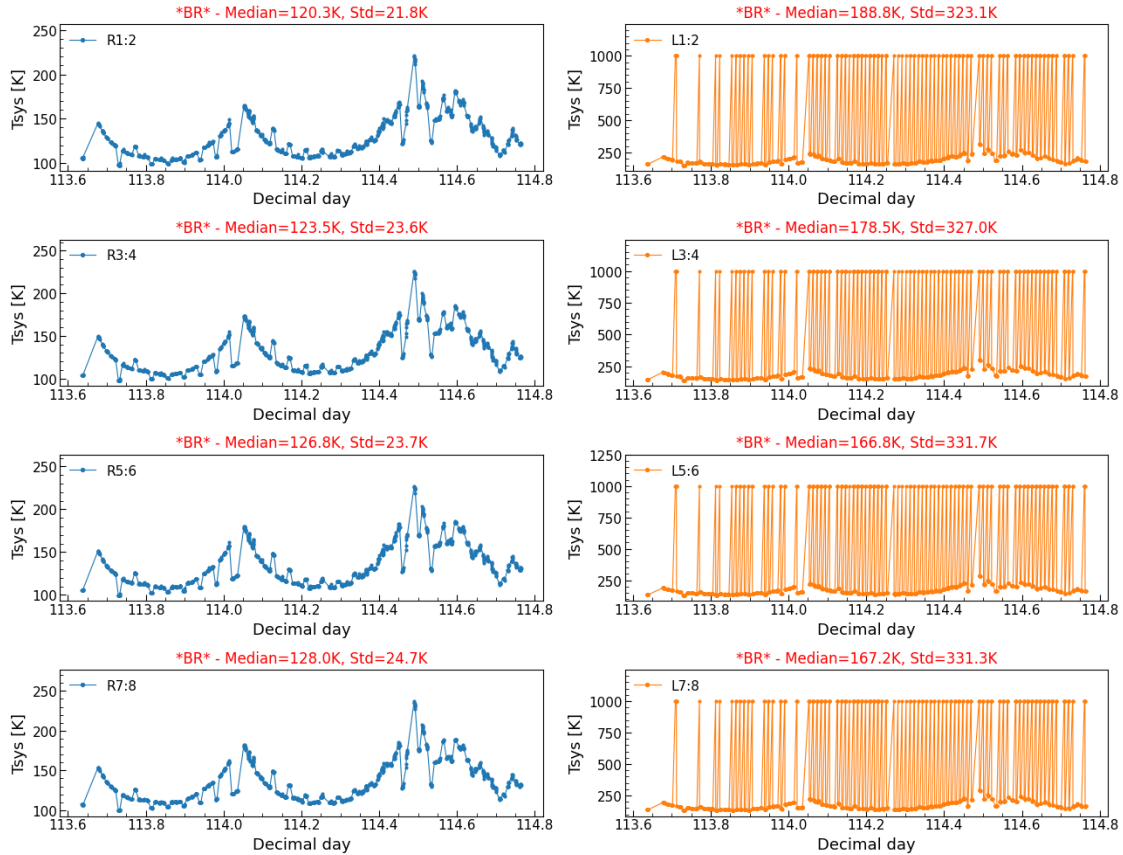 *BR* - Median=120.3K, Std=21.8K
250
200
150
100
Tsys [K]
R1:2
113.6 113.8 114.0 114.2 114.4 114.6 114.8
Decimal day
*BR* - Median=188.8K, Std=323.1K
1000
750
500
250
Tsys [K]
L1:2
113.6 113.8 114.0 114.2 114.4 114.6 114.8
Decimal day
*BR* - Median=123.5K, Std=23.6K
250
200
150
100
Tsys [K]
R3:4
113.6 113.8 114.0 114.2 114.4 114.6 114.8
Decimal day
*BR* - Median=178.5K, Std=327.0K
1000
750
500
250
Tsys [K]
L3:4
113.6 113.8 114.0 114.2 114.4 114.6 114.8
Decimal day
*BR* - Median=126.8K, Std=23.7K
250
200
150
100
Tsys [K]
R5:6
113.6 113.8 114.0 114.2 114.4 114.6 114.8
Decimal day
*BR* - Median=166.8K, Std=331.7K
1250
1000
750
500
250
Tsys [K]
L5:6
113.6 113.8 114.0 114.2 114.4 114.6 114.8
Decimal day
*BR* - Median=128.0K, Std=24.7K
250
200
150
100
Tsys [K]
R7:8
113.6 113.8 114.0 114.2 114.4 114.6 114.8
Decimal day
*BR* - Median=167.2K, Std=331.3K
1000
750
500
250
Tsys [K]
L7:8
113.6 113.8 114.0 114.2 114.4 114.6 114.8
Decimal day